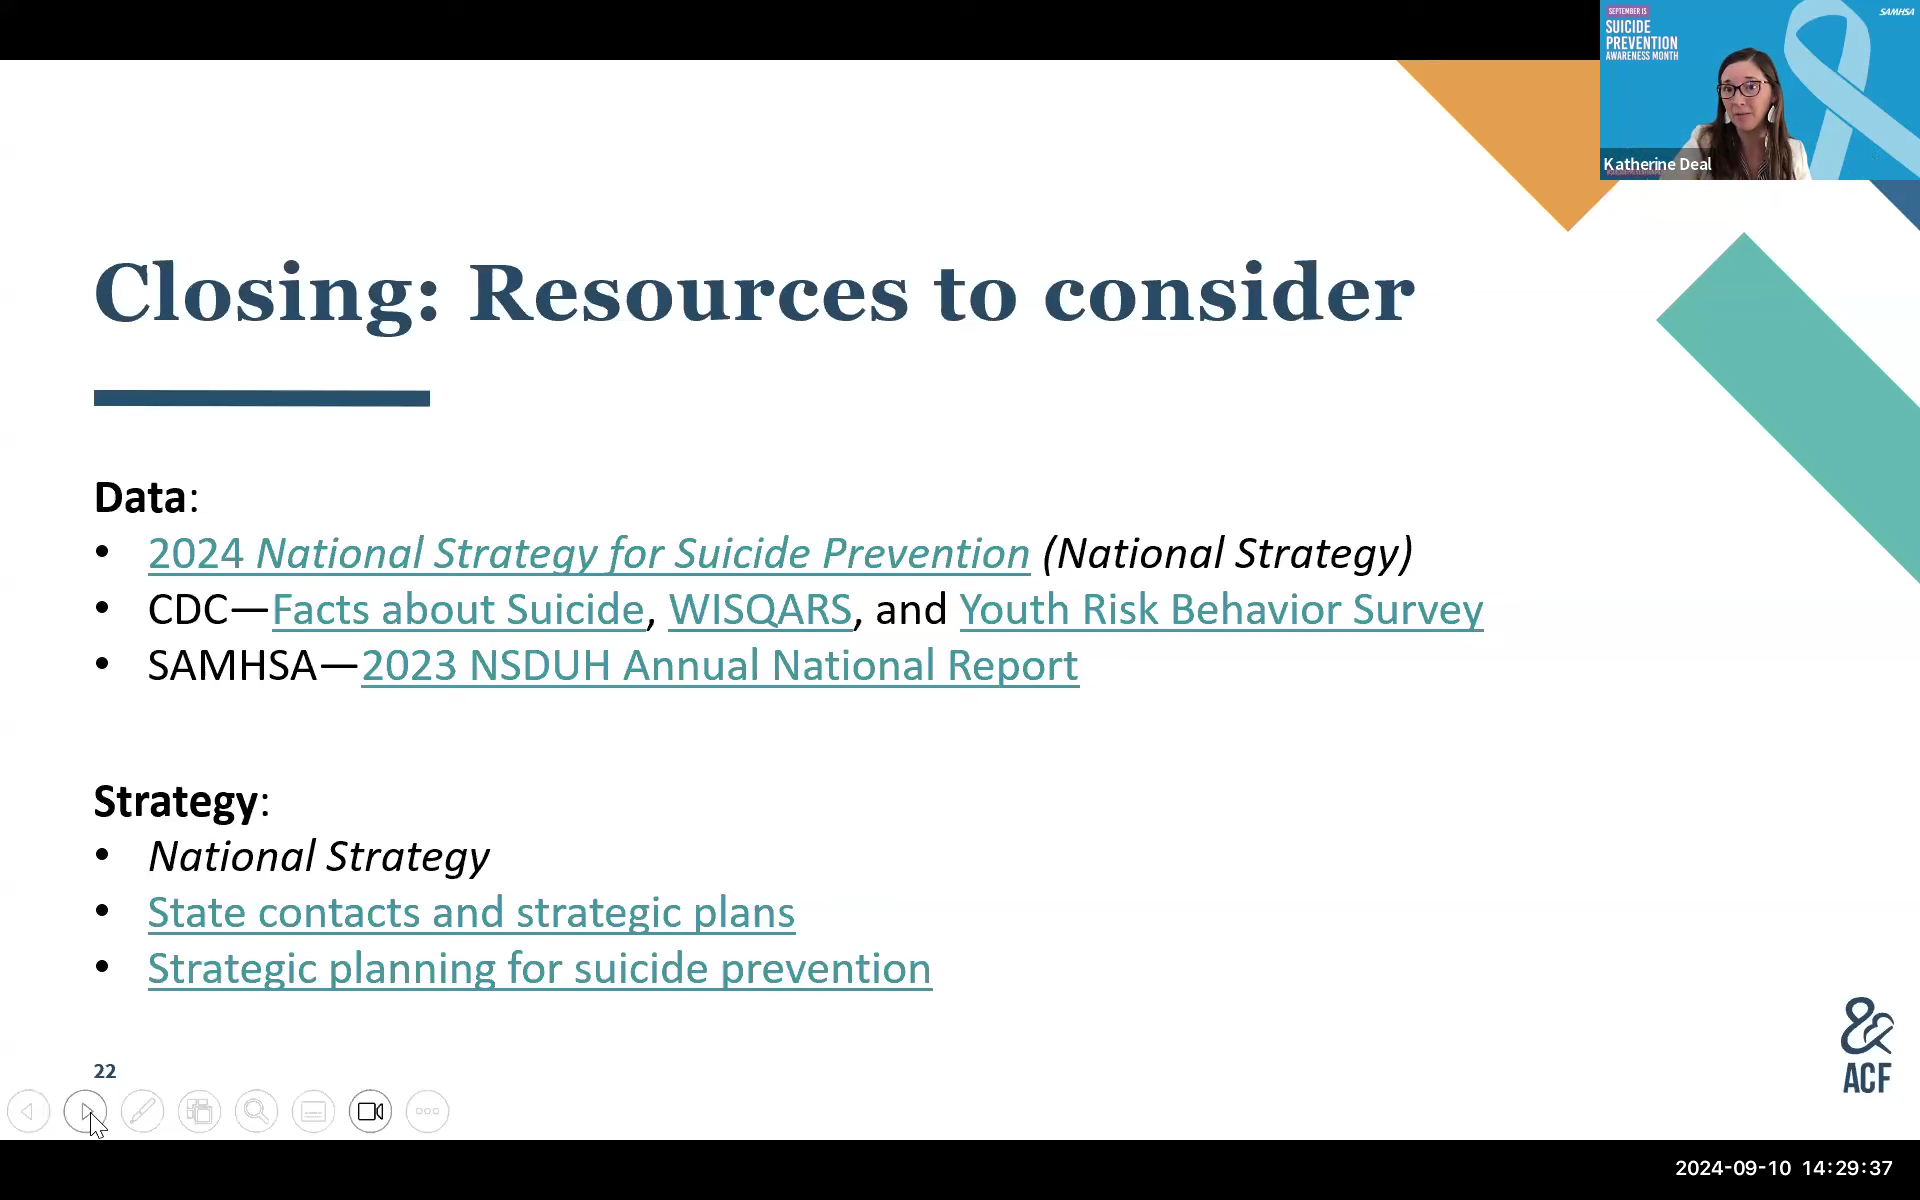 SEPTEMBER IS
SUICIDE
PREVENTION
AWARENESS MONTH
SAMHSA
Katherine Deal
Closing: Resources to consider
Data:
• 2024 National Strategy for Suicide Prevention (National Strategy)
• CDC—Facts about Suicide, WISQARS, and Youth Risk Behavior Survey
• SAMHSA—2023 NSDUH Annual National Report
Strategy:
• National Strategy
• State contacts and strategic plans
• Strategic planning for suicide prevention
22
&
ACF
2024-09-10 14:29:37